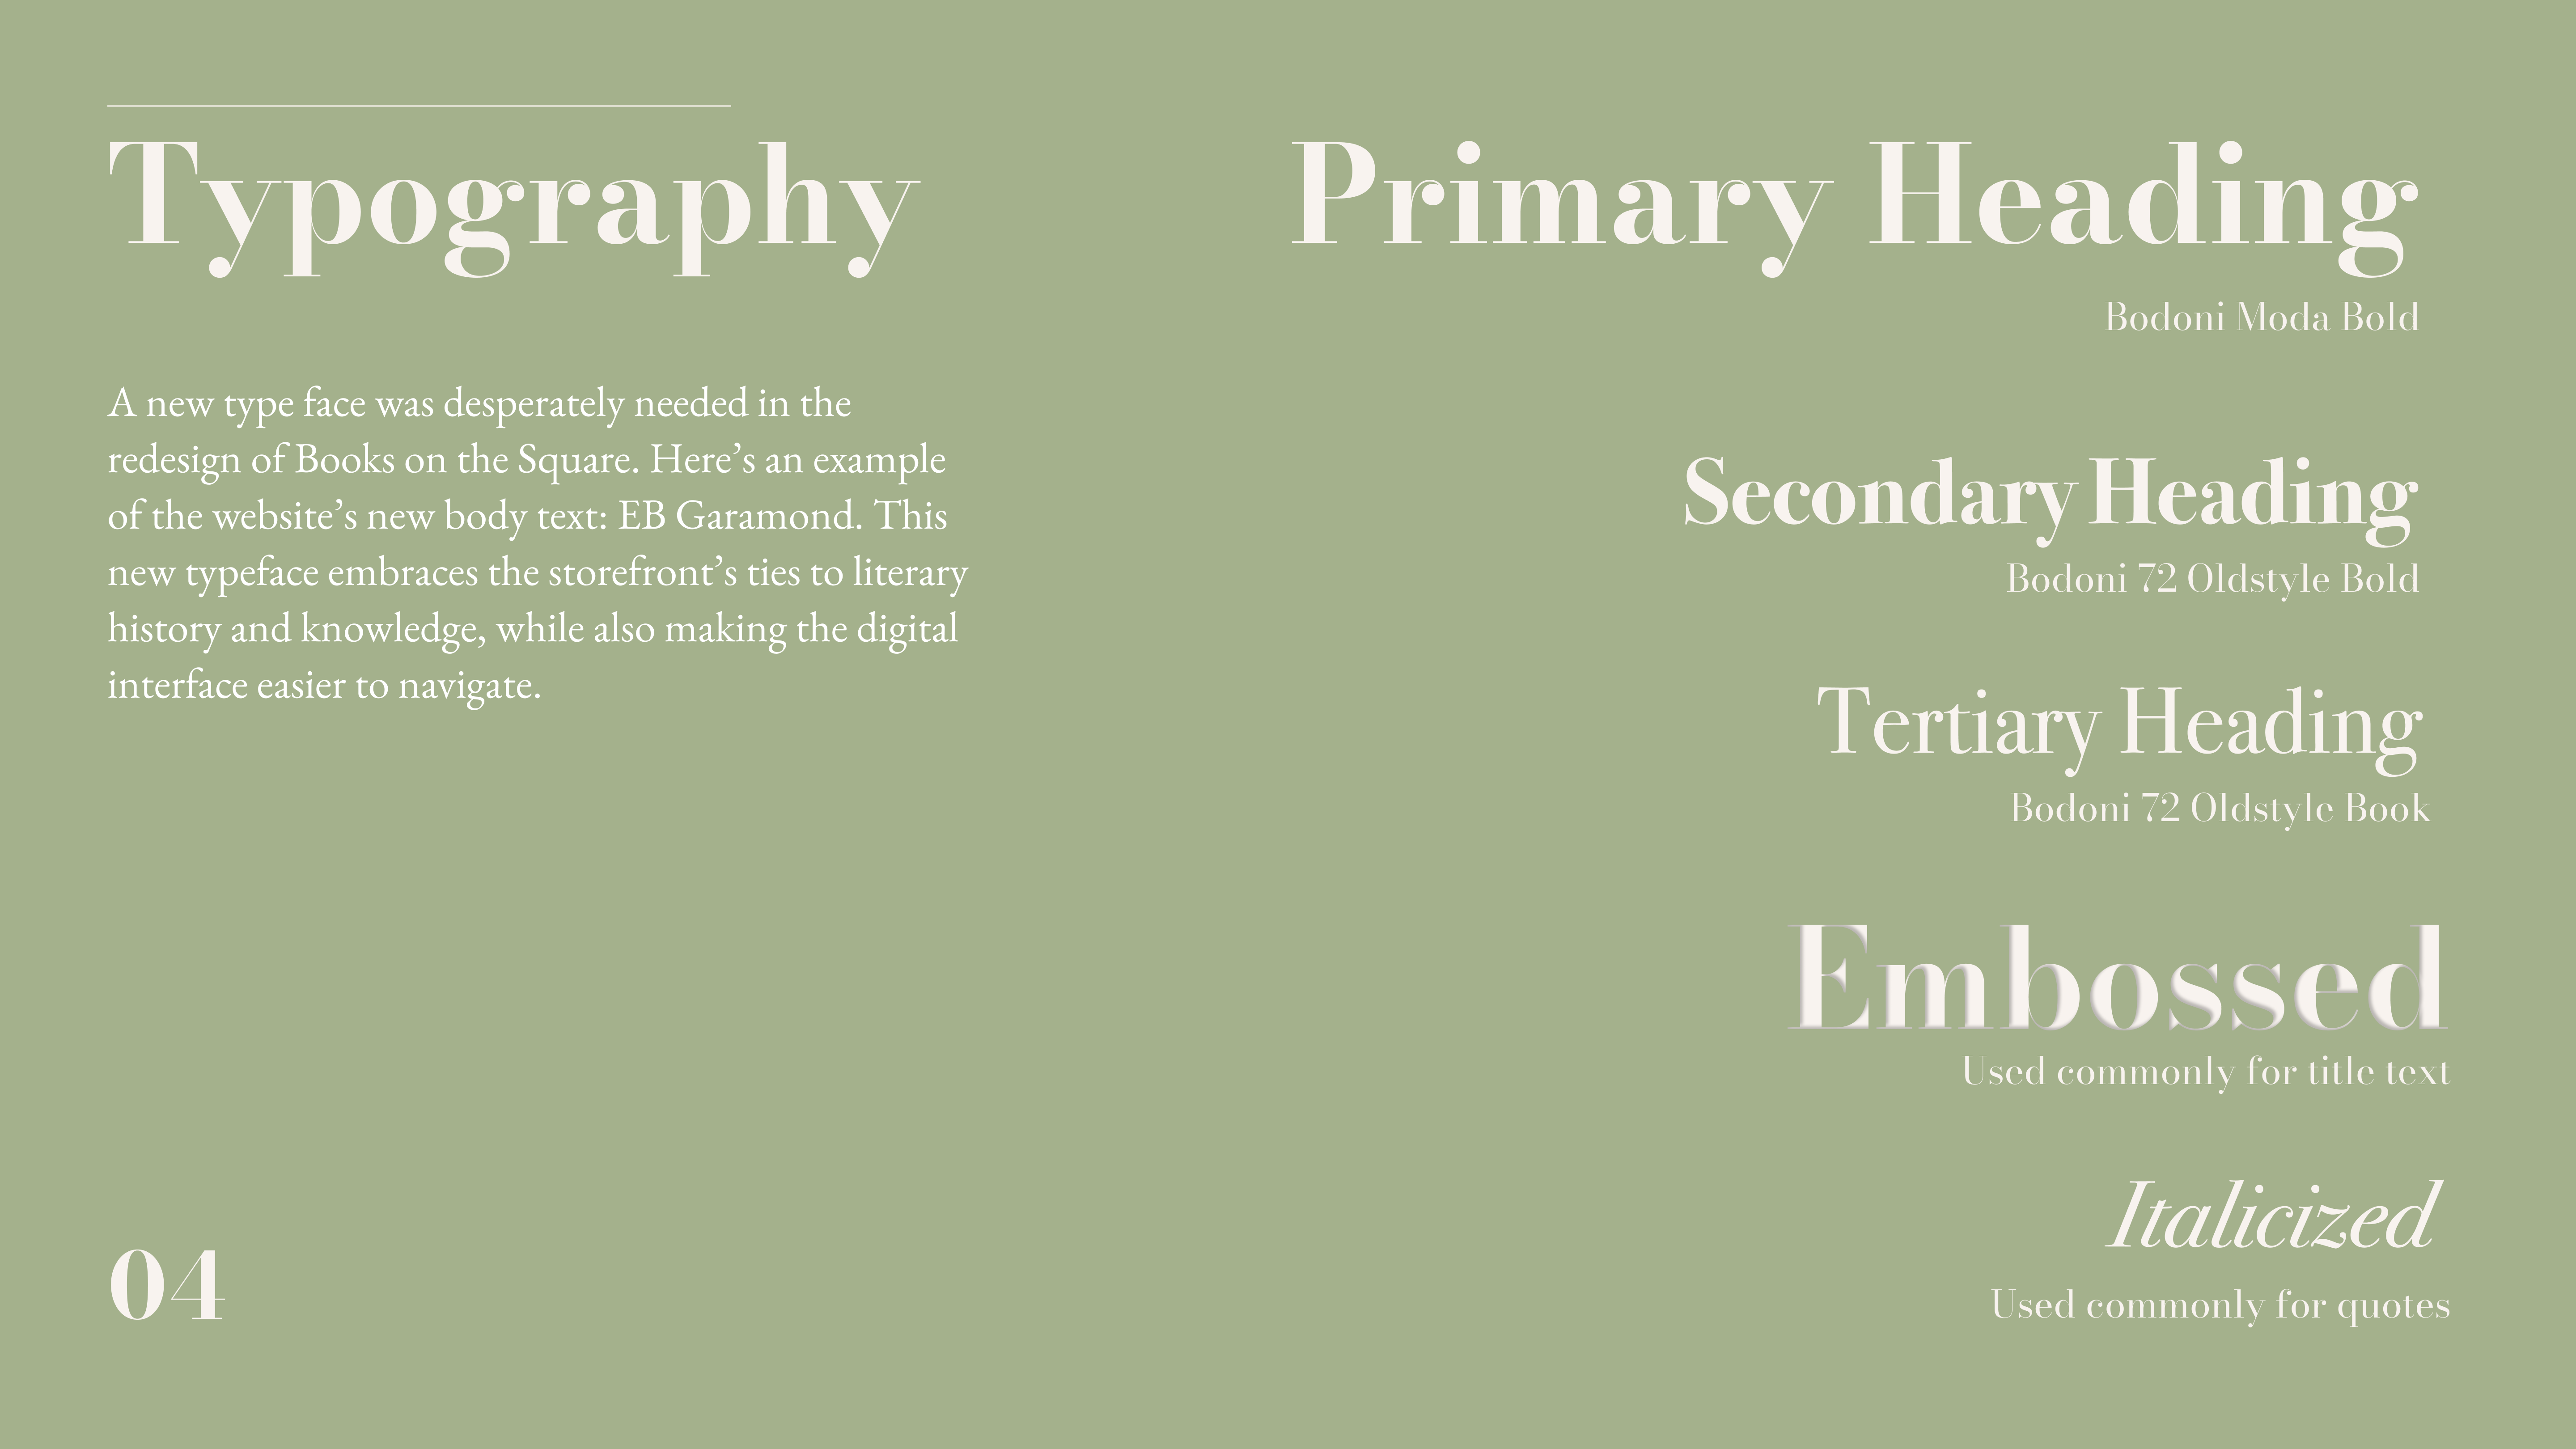 Typography
A new type face was desperately needed in the
redesign of Books on the Square. Here’s an example
of the website’s new body text: EB Garamond. This
new typeface embraces the storefront’s ties to literary
history and knowledge, while also making the digital
interface easier to navigate.
04
Primary Heading
Bodoni Moda Bold
Secondary Heading
Bodoni 72 Oldstyle Bold
Tertiary Heading
Bodoni 72 Oldstyle Book
Embossed
Used commonly for title text
Italicized
Used commonly for quotes